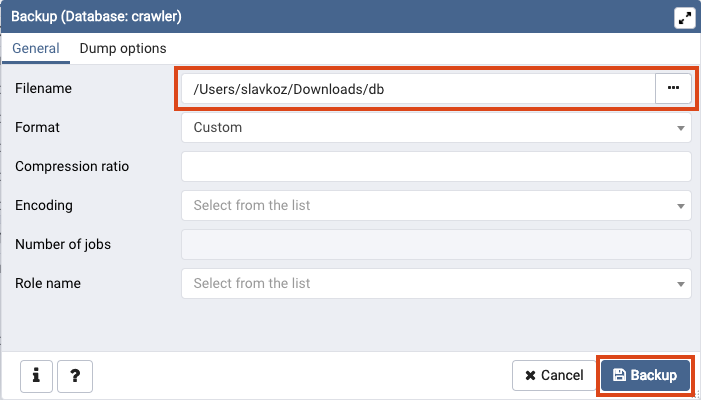 Backup (Database: crawler)
General Dump options
Filename /Users/slavkoz/Downloads/db •••
Format Custom
Compression ratio
Encoding Select from the list
Number of jobs
Role name Select from the list
i ? ✖ Cancel Backup